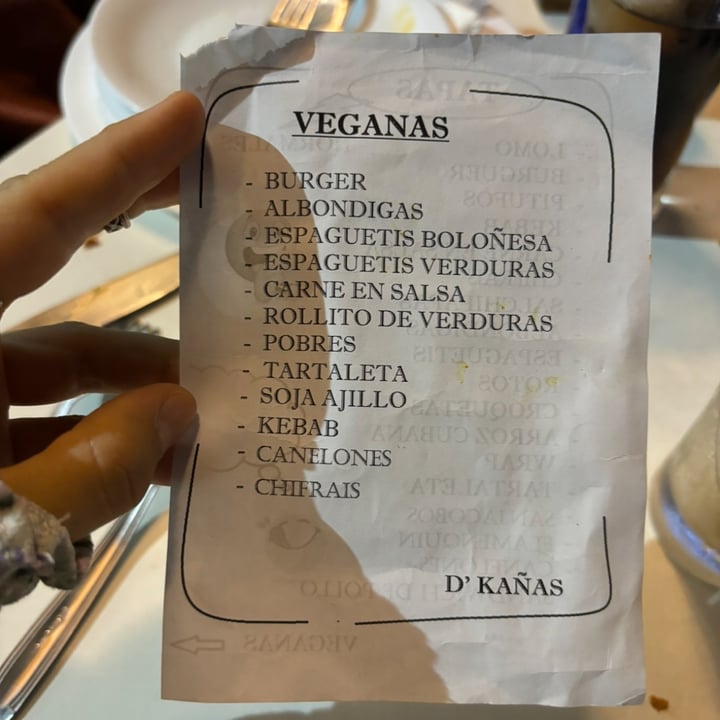 VEGANAS
- BURGER
- ALBONDIGAS
- ESPAGUETIS BOLOÑESA
- ESPAGUETIS VERDURAS
- CARNE EN SALSA
- ROLLITO DE VERDURAS
- POBRES
- TARTALETA
- SOJA AJILLO
- KEBAB
- CANELONES
- CHIFRAIS
D' KAÑAS